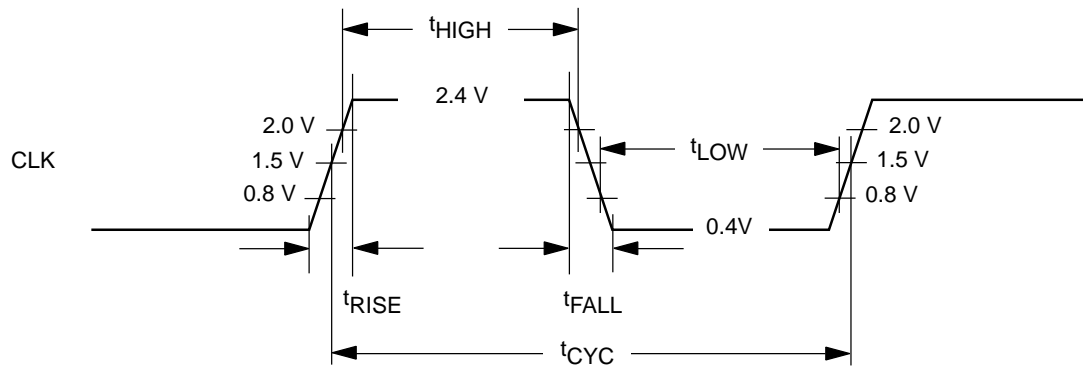 tHIGH
2.4 V
2.0 V
2.0 V
CLK
1.5 V
tLOW
1.5 V
0.8 V
0.8 V
0.4V
tRISE
tFALL
tCYC